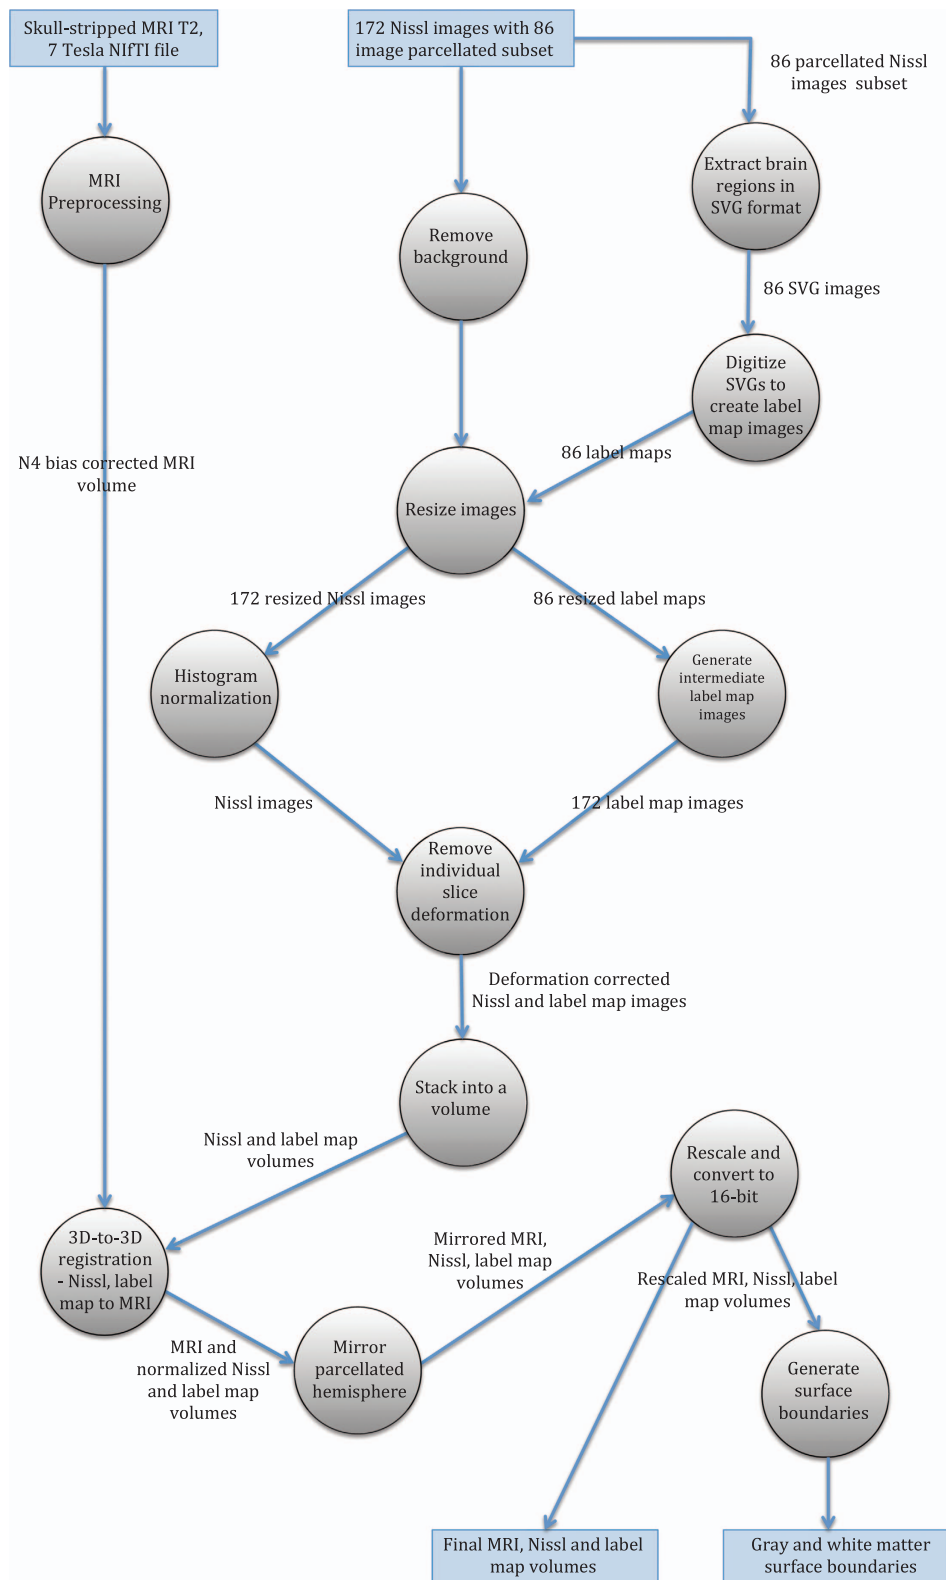 Skull-stripped MRI T2,
7 Tesla NIfTI file
172 Nissl images with 86
image parcellated subset
86 parcellated Nissl
images subset
MRI
Preprocessing
Extract brain
regions in
SVG format
Remove
background
86 SVG images
Digitize
SVGs to
create label
map images
N4 bias corrected MRI
volume
86 label maps
Resize images
172 resized Nissl images
86 resized label maps
Histogram
normalization
Generate
intermediate
label map
images
Nissl images
172 label map images
Remove
individual
slice
deformation
Deformation corrected
Nissl and label map images
Stack into a
volume
Nissl and label map
volumes
Rescale and
convert to
16-bit
3D-to-3D
registration
- Nissl, label
map to MRI
Mirrored MRI,
Nissl, label map
volumes
Rescaled MRI, Nissl, label
map volumes
MRI and
normalized Nissl
and label map
volumes
Mirror
parcellated
hemisphere
Generate
surface
boundaries
Final MRI, Nissl and label
map volumes
Gray and white matter
surface boundaries